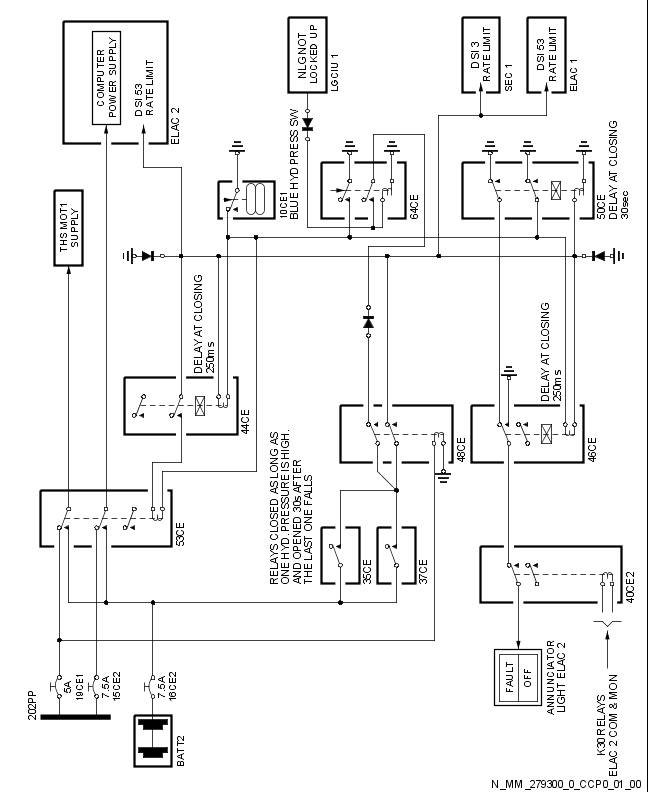 COMPUTER
POWER SUPPLY
DSI 53
RATE LIMIT
ELAC 2
NLG NOT
LOCKED UP
LGCIU 1
DSI 3
RATE LIMIT
SEC 1
DSI 53
RATE LIMIT
ELAC 1
THS MOT1
SUPPLY
10CE1
BLUE HYD PRESS SW
64CE
50CE
DELAY AT CLOSING
30sec
DELAY AT CLOSING
250ms
44CE
DELAY AT CLOSING
250ms
48CE
46CE
RELAYS CLOSED AS LONG AS
ONE HYD. PRESSURE IS HIGH.
AND OPENED 30s AFTER
THE LAST ONE FALLS
53CE
35CE
37CE
40CE2
202PP
5A
19CE1
7.5A
15CE2
7.5A
16CE2
BATT2
FAULT
OFF
ANNUNCIATOR
LIGHT ELAC 2
K30 RELAYS
ELAC 2 COM & MON
N_MM_279300_0_CCP0_01_00